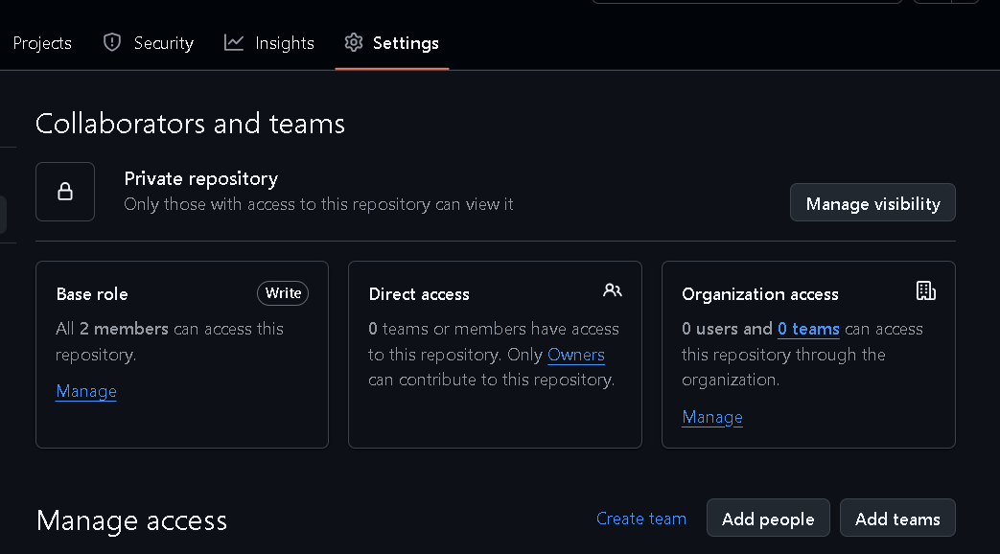 Projects
Security
Insights
Settings
Collaborators and teams
Private repository
Only those with access to this repository can view it
Manage visibility
Base role
Write
All 2 members can access this
repository.
Manage
Direct access
0 teams or members have access
to this repository. Only Owners
can contribute to this repository.
Organization access
0 users and 0 teams can access
this repository through the
organization.
Manage
Manage access
Create team
Add people
Add teams